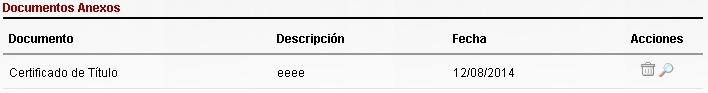 Documentos Anexos
Documento Descripción Fecha Acciones
Certificado de Título eeee 12/08/2014